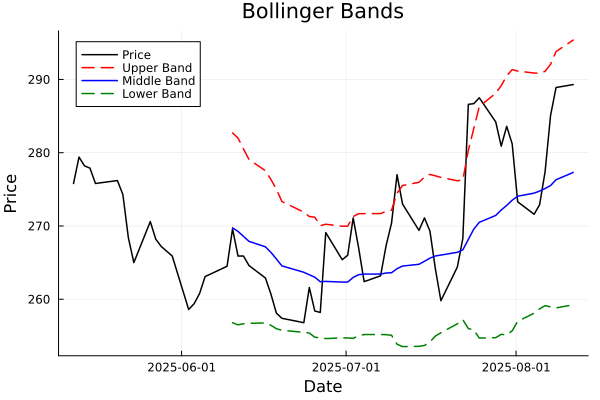 Bollinger Bands
Price
Upper Band
Middle Band
Lower Band
Price
290
280
270
260
2025-06-01
2025-07-01
2025-08-01
Date